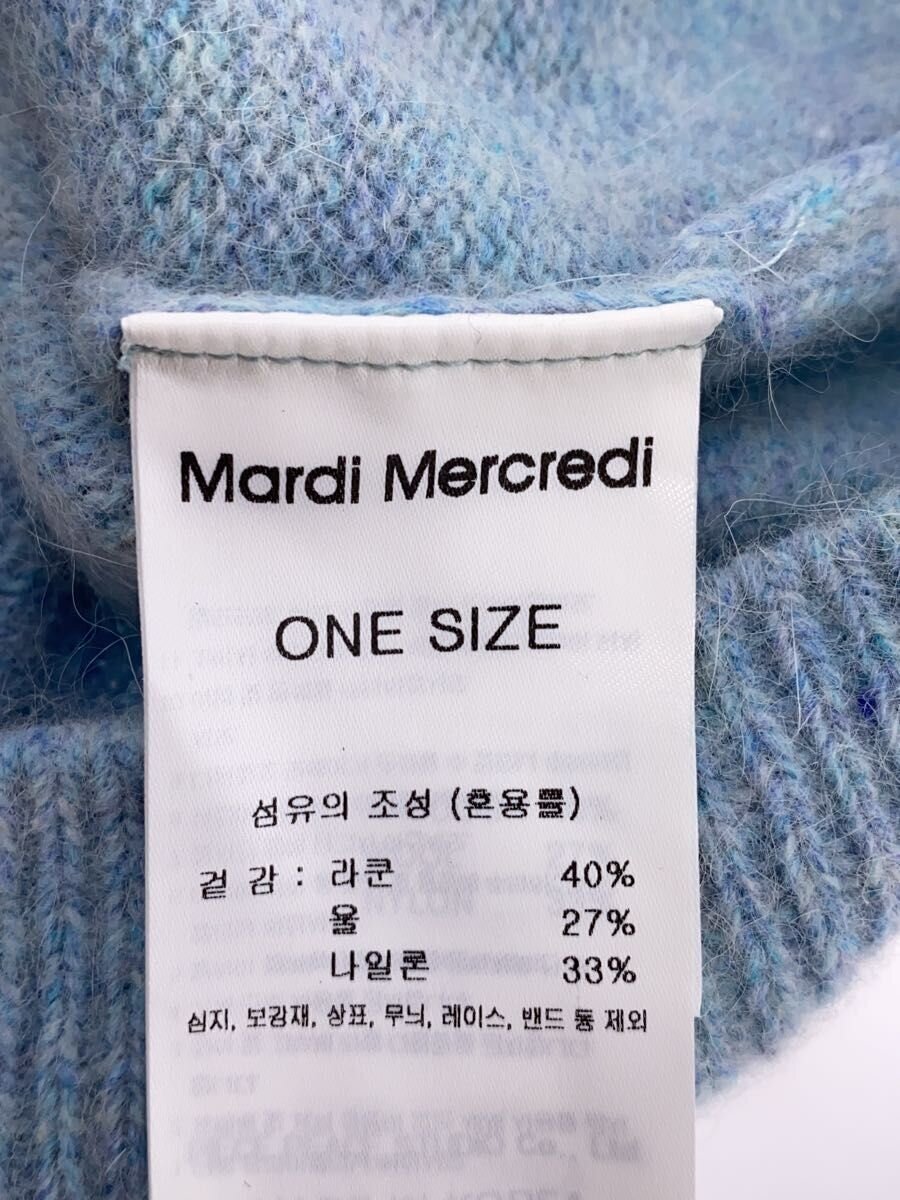 Mardi Mercredi
ONE SIZE
섬유의 조성 (혼용률)
겉 감 : 라쿤 40%
울 27%
나일론 33%
심지, 보강재, 상표, 무늬, 레이스, 밴드 등 제외